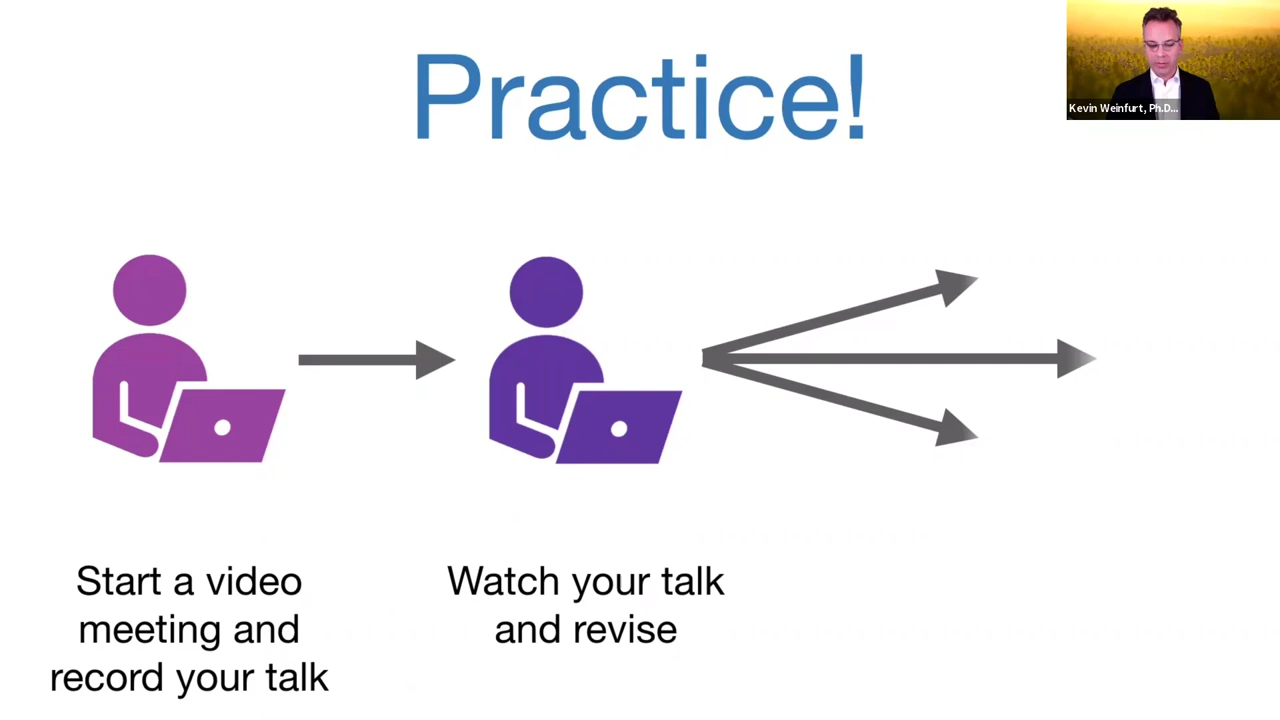 Practice!
Kevin Weinfurt, Ph.D...
Start a video
meeting and
record your talk
Watch your talk
and revise